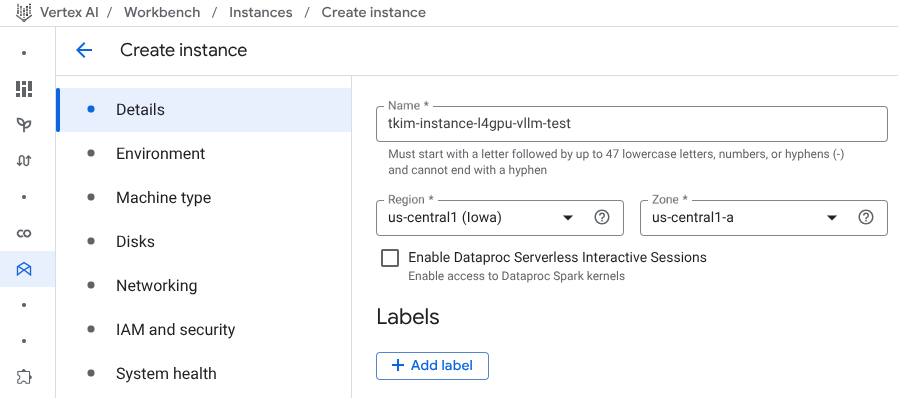 Vertex AI / Workbench / Instances / Create instance
Create instance
Details
Environment
Machine type
Disks
Networking
IAM and security
System health
Name *
tkim-instance-l4gpu-vllm-test
Must start with a letter followed by up to 47 lowercase letters, numbers, or hyphens (-)
and cannot end with a hyphen
Region * Zone *
us-central1 (Iowa) us-central1-a
Enable Dataproc Serverless Interactive Sessions
Enable access to Dataproc Spark kernels
Labels
+ Add label